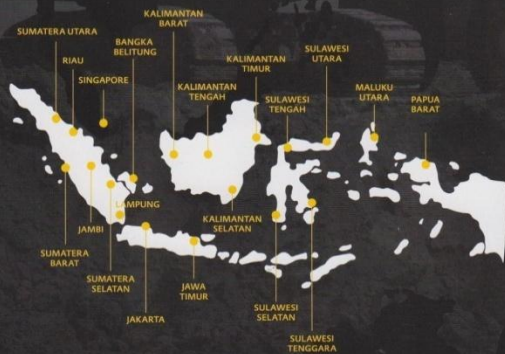 KALIMANTAN
BARAT
SUMATERA UTARA
BANGKA
BELITUNG
SULAWESI
UTARA
RIAU
KALIMANTAN
TIMUR
SINGAPORE
KALIMANTAN
TENGAH
SULAWESI
TENGAH
MALUKU
UTARA
PAPUA
BARAT
LAMPUNG
JAMBI
KALIMANTAN
SELATAN
SUMATERA
BARAT
SUMATERA
SELATAN
JAWA
TIMUR
JAKARTA
SULAWESI
SELATAN
SULAWESI
TENGGARA